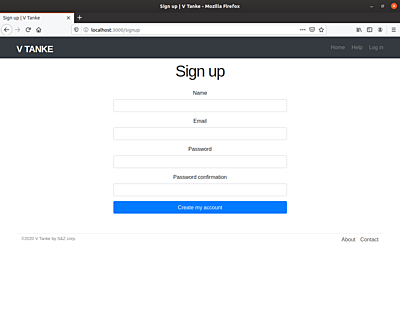 Sign up | V Tanke - Mozilla Firefox
Sign up | V Tanke
localhost:3000/signup
V TANKE
Home Help Log in
Sign up
Name
Email
Password
Password confirmation
Create my account
©2020 V Tanke by S&Z corp.
About Contact